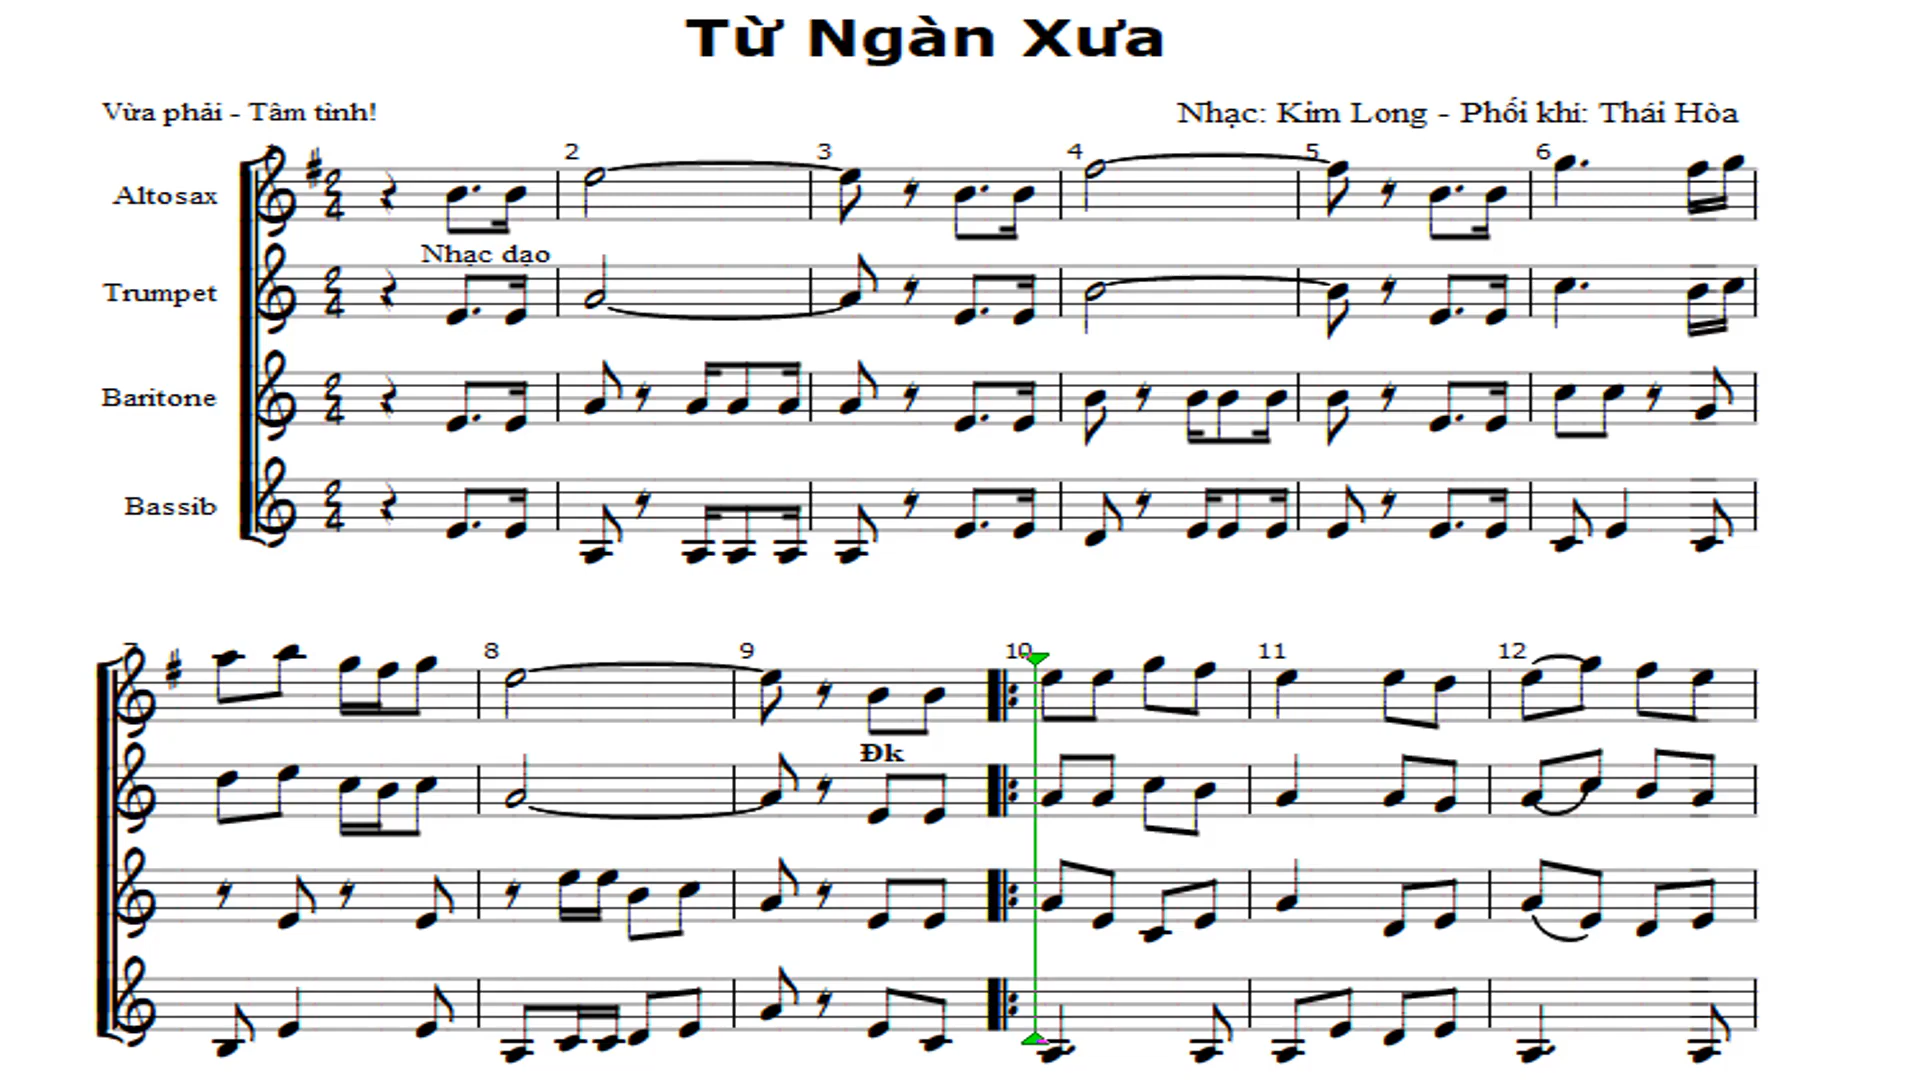 Từ Ngàn Xưa
Vừa phải - Tâm tình!
Nhạc: Kim Long - Phối khí: Thái Hòa
1 2 3 4 5 6
Altosax
Nhạc dạo
Trumpet
Baritone
Bassib
7 8 9 10 11 12
Đk